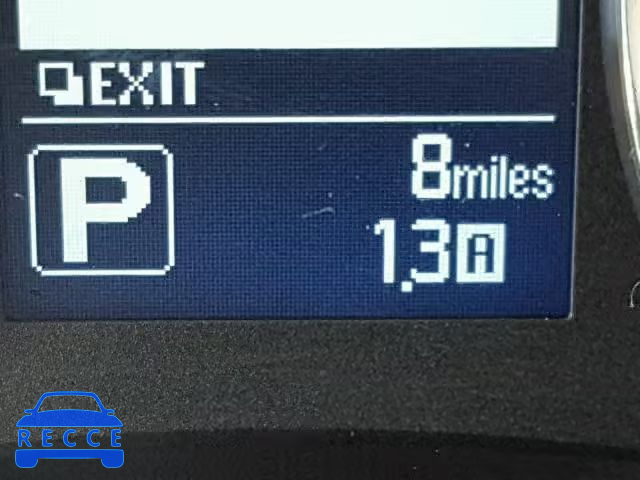 EXIT
P
8miles
1.3A
RECCE